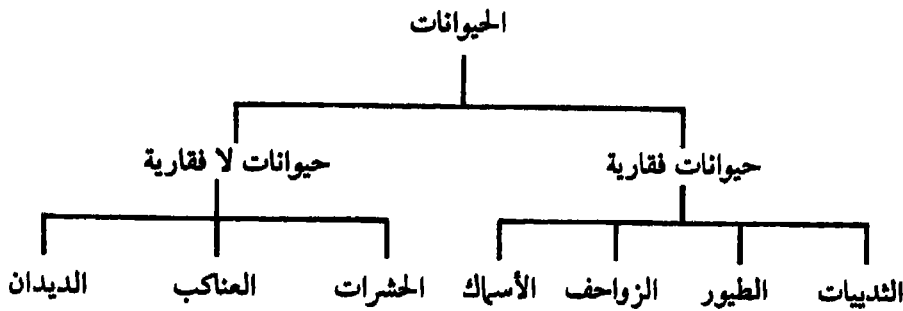 الحيوانات
حيوانات فقارية حيوانات لا فقارية
الثدييات الطيور الزواحف الأسماك الحشرات العناكب الديدان